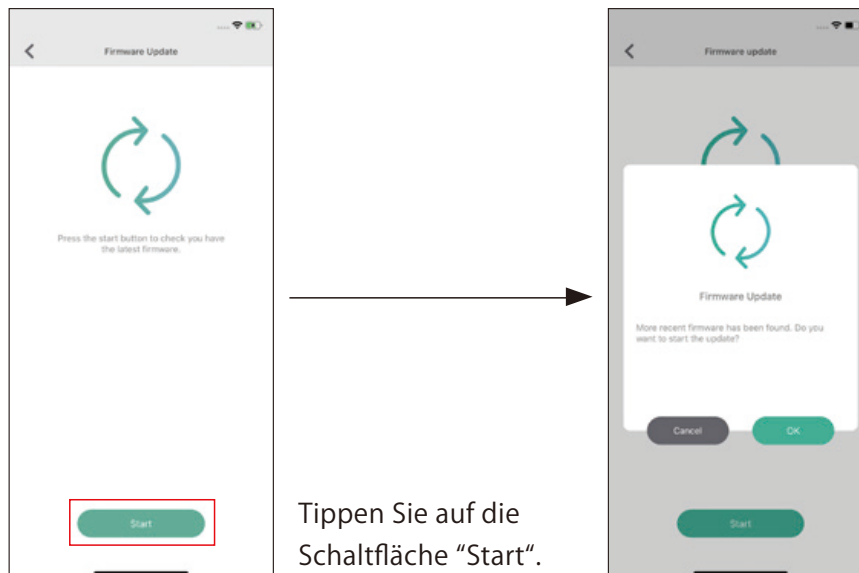 Firmware Update
Press the start button to check you have
the latest firmware.
Start
Tippen Sie auf die
Schaltfläche “Start“.
Firmware update
Firmware Update
More recent firmware has been found. Do you
want to start the update?
Cancel
OK
Start